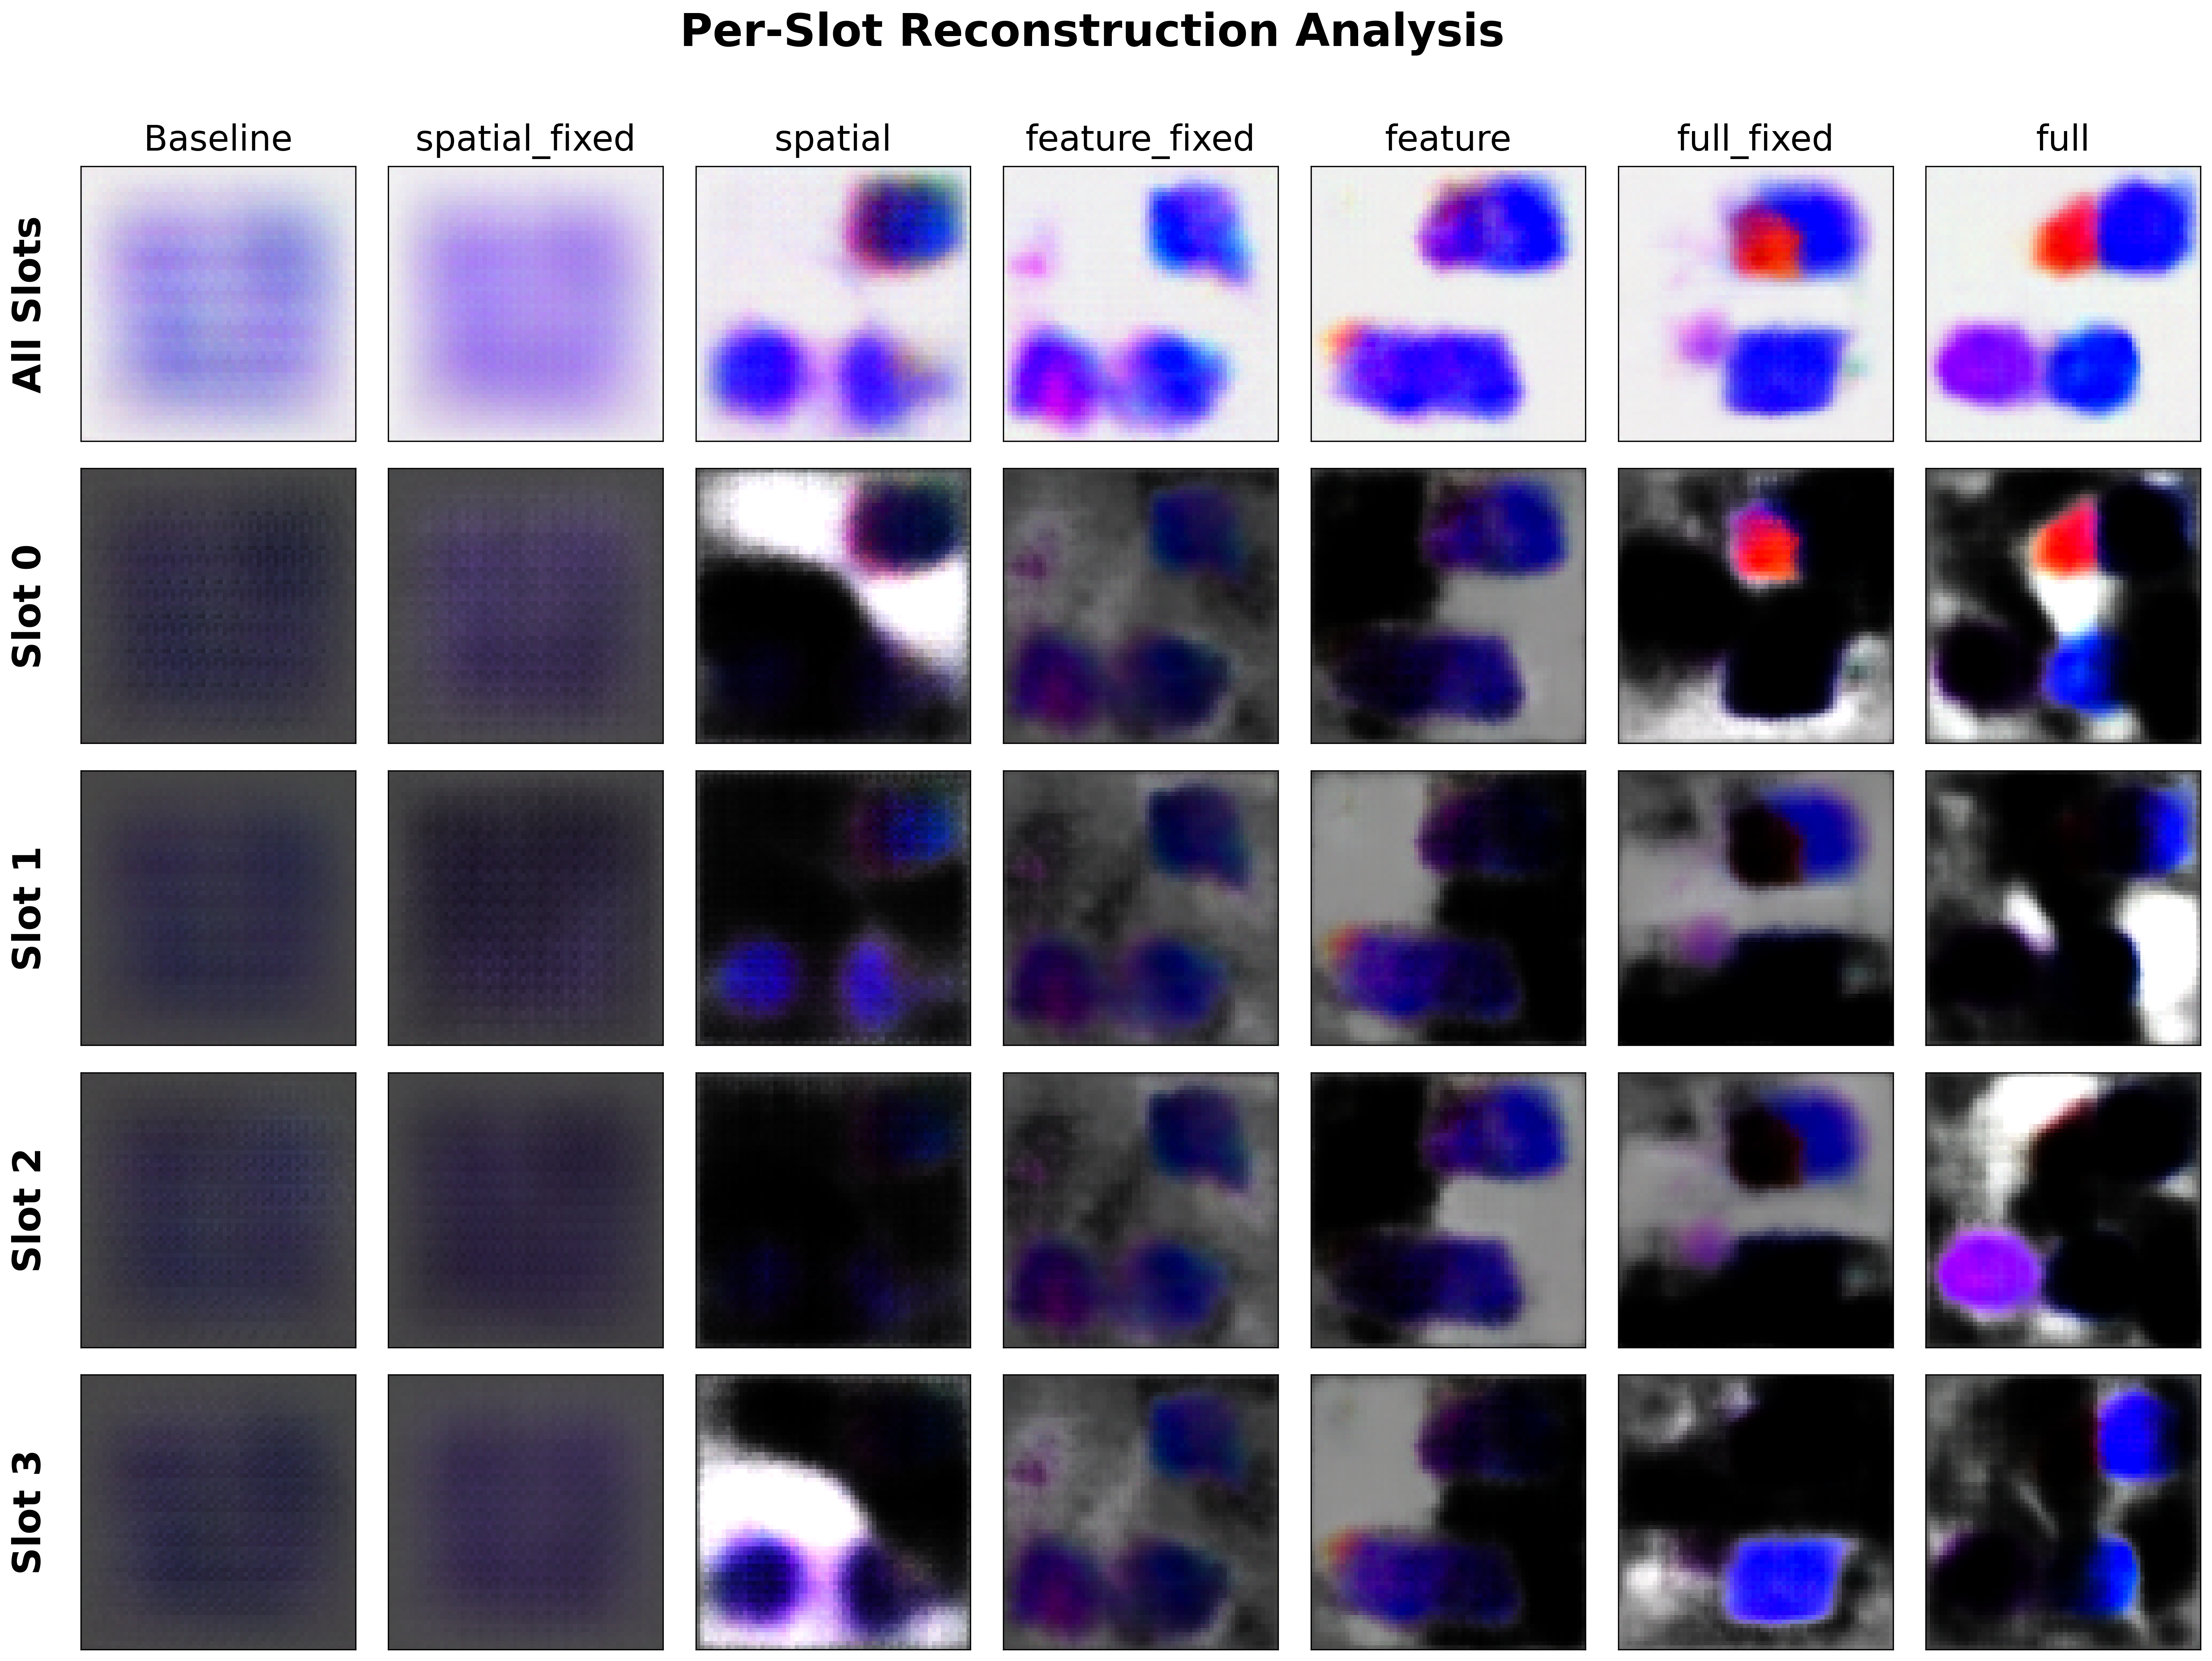 Per-Slot Reconstruction Analysis
Baseline spatial_fixed spatial feature_fixed feature full_fixed full
All Slots
Slot 0
Slot 1
Slot 2
Slot 3